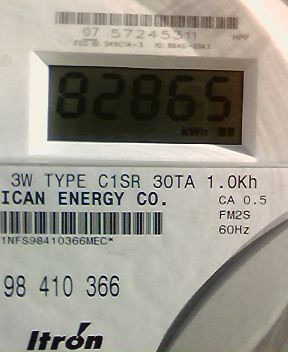 07 57245311
HPP
82865
kWh
3W TYPE C1SR 30TA 1.0Kh
ICAN ENERGY CO.
CA 0.5
FM2S
60Hz
1NFS98410366MEC*
98 410 366
Itron